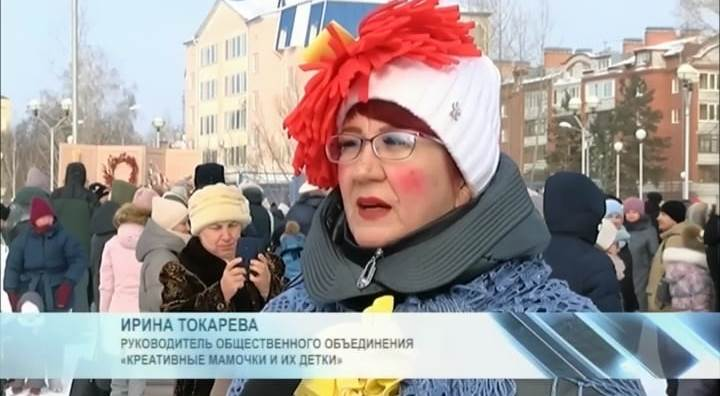 ИРИНА ТОКАРЕВА
РУКОВОДИТЕЛЬ ОБЩЕСТВЕННОГО ОБЪЕДИНЕНИЯ
«КРЕАТИВНЫЕ МАМОЧКИ И ИХ ДЕТКИ»